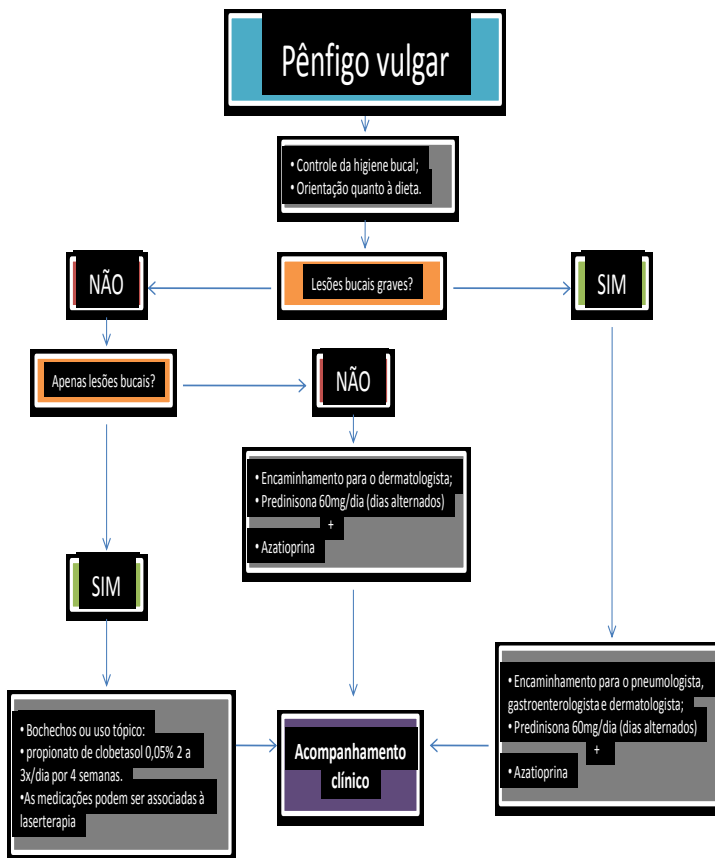 Pênfigo vulgar
• Controle da higiene bucal;
• Orientação quanto à dieta.
NÃO
Lesões bucais graves?
SIM
Apenas lesões bucais?
NÃO
• Encaminhamento para o dermatologista;
• Predinisona 60mg/dia (dias alternados)
+
• Azatioprina
SIM
• Bochechos ou uso tópico:
• propionato de clobetasol 0,05% 2 a
3x/dia por 4 semanas.
•As medicações podem ser associadas à
laserterapia
Acompanhamento
clínico
• Encaminhamento para o pneumologista,
gastroenterologista e dermatologista;
• Predinisona 60mg/dia (dias alternados)
+
• Azatioprina